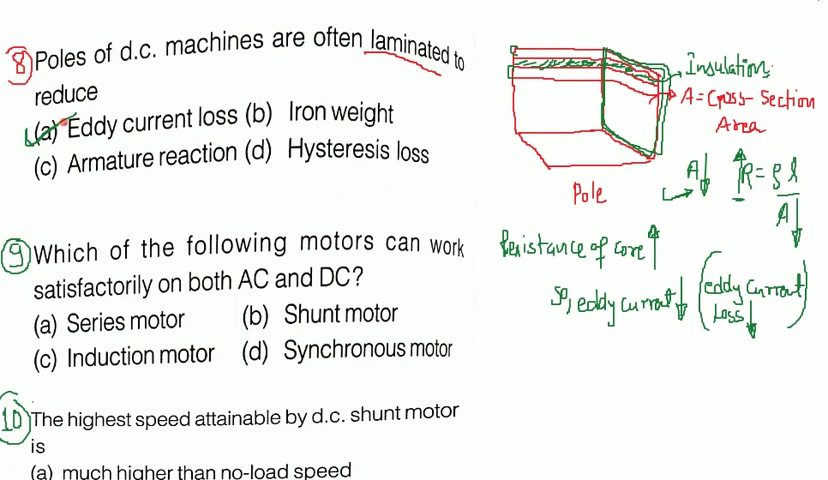 8 Poles of d.c. machines are often laminated to
reduce
(a) Eddy current loss (b) Iron weight
(c) Armature reaction (d) Hysteresis loss
9 Which of the following motors can work
satisfactorily on both AC and DC?
(a) Series motor (b) Shunt motor
(c) Induction motor (d) Synchronous motor
10 The highest speed attainable by d.c. shunt motor
is
(a) much higher than no-load speed
Insulation
A = Cross-Section
Area
Pole
A↓ ↑R = ρ l
A↓
Resistance of core ↑
So, eddy current ↓ (eddy current
Loss ↓)